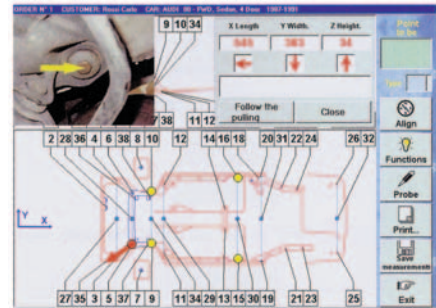 ORDER N° 1 CUSTOMER: Rossi-Carlo CAR: AUDI 80 - FWD, Sedan, 4 Door 1987-1991
9 10 34
7 38
11 12
X Length Y Width. Z Height.
Follow the pulling
Close
Point to be
Align
Functions
Probe
Print...
Save measurement
Exit
2 28 36 4 6 38 8 10 12 14 16 18 20 31 22 24 26 32
Y X
27 35 3 5 37 7 9 11 34 29 13 15 30 19 21 23 25